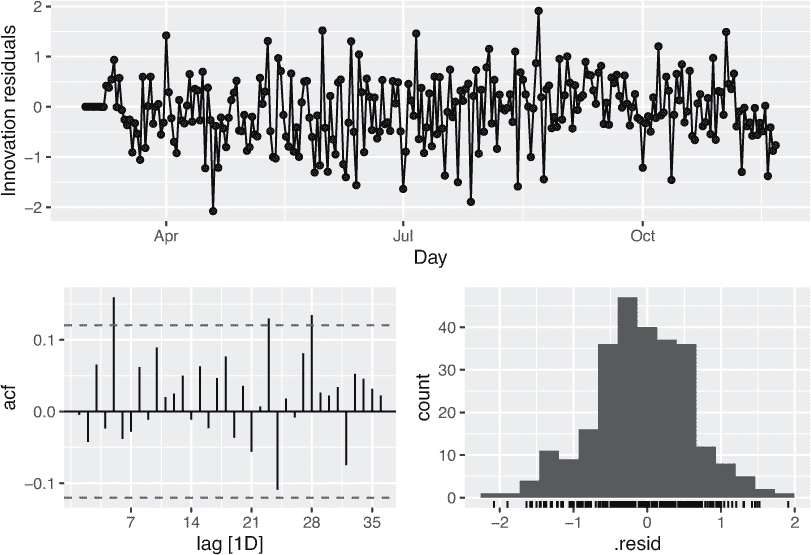 Innovation residuals
2
1
0
−1
−2
Apr
Jul
Oct
Day
acf
0.1
0.0
−0.1
7
14
21
28
35
lag [1D]
count
40
30
20
10
0
−2
−1
0
1
2
.resid